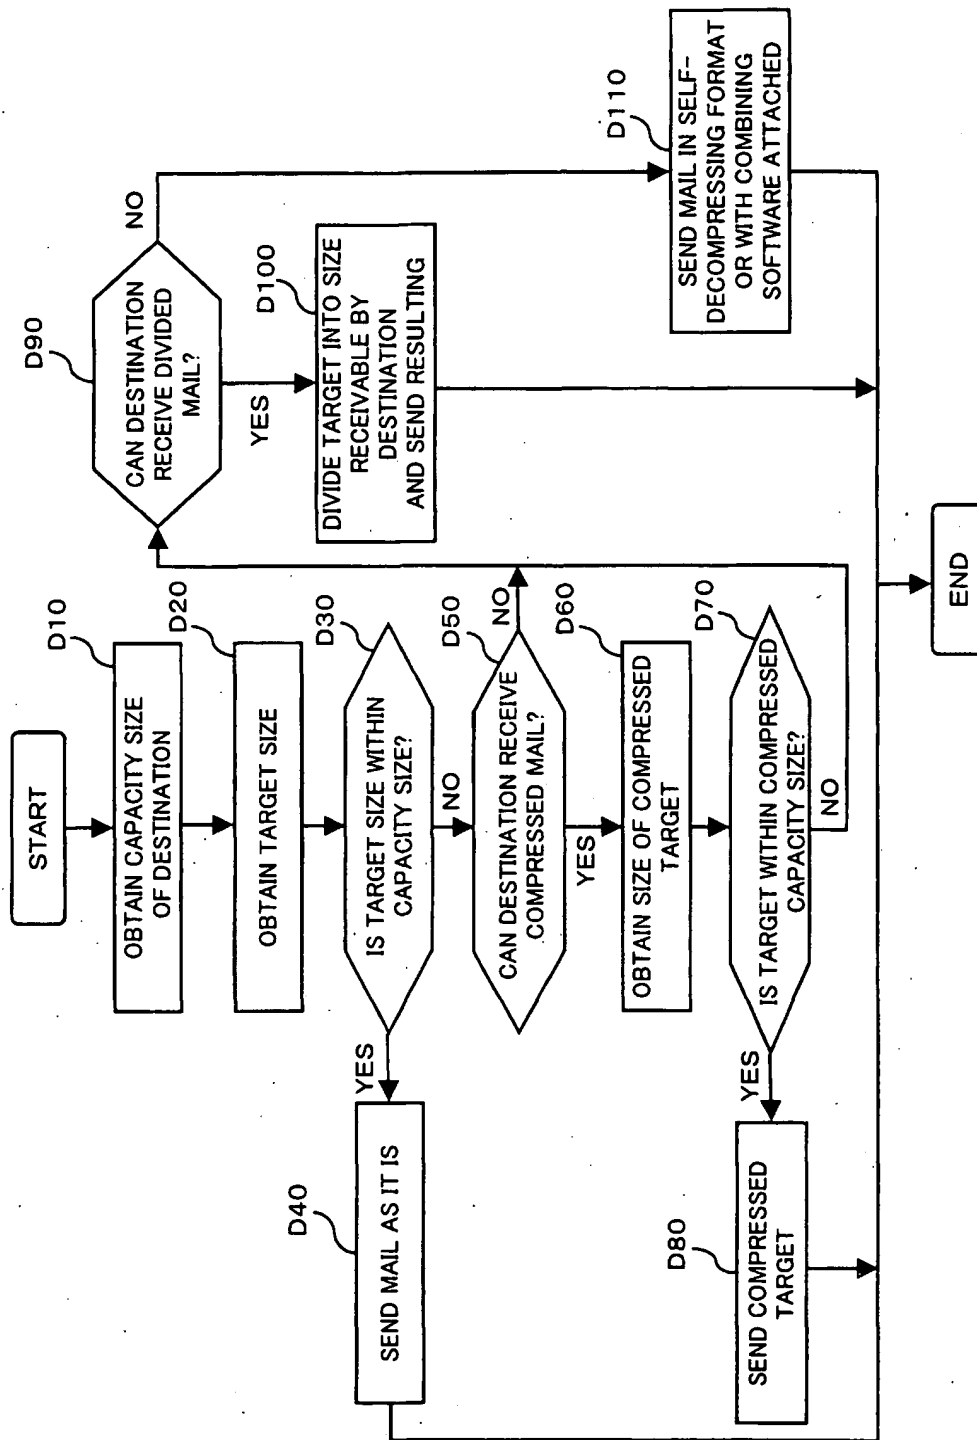 START
D10
OBTAIN CAPACITY SIZE
OF DESTINATION
D20
OBTAIN TARGET SIZE
D30
IS TARGET SIZE WITHIN
CAPACITY SIZE?
YES
NO
D40
SEND MAIL AS IT IS
D50
CAN DESTINATION RECEIVE
COMPRESSED MAIL?
NO
YES
D60
OBTAIN SIZE OF COMPRESSED
TARGET
D70
IS TARGET WITHIN COMPRESSED
CAPACITY SIZE?
YES
NO
D80
SEND COMPRESSED
TARGET
D90
CAN DESTINATION
RECEIVE DIVIDED
MAIL?
NO
YES
D100
DIVIDE TARGET INTO SIZE
RECEIVABLE BY
DESTINATION
AND SEND RESULTING
D110
SEND MAIL IN SELF-
DECOMPRESSING FORMAT
OR WITH COMBINING
SOFTWARE ATTACHED
END